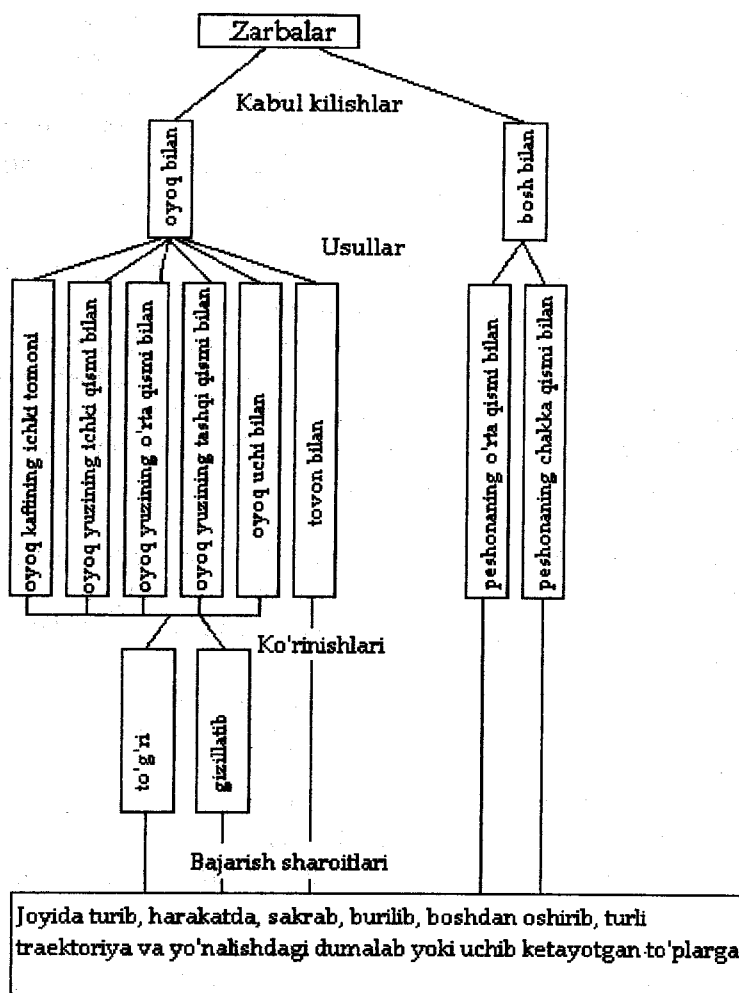 Zarbalar
Kabul kilishlar
oyoq bilan
bosh bilan
Usullar
oyoq kaftining ichki tomoni
oyoq yuzining ichki qismi bilan
oyoq yuzining o'rta qismi bilan
oyoq yuzining tashqi qismi bilan
oyoq uchi bilan
tovon bilan
peshonaning o'rta qismi bilan
peshonaning chakka qismi bilan
Ko'rinishlari
to'g'ri
gizillatib
Bajarish sharoitlari
Joyida turib, harakatda, sakrab, burilib, boshdan oshirib, turli
traektoriya va yo'nalishdagi dumalab yoki uchib ketayotgan to'plarga